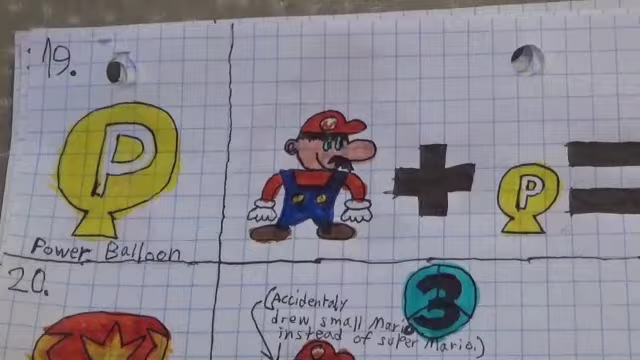 :19.
P
P
Power Balloon
20.
3
(Accidentaly
drew small Mario
instead of super Mario.)